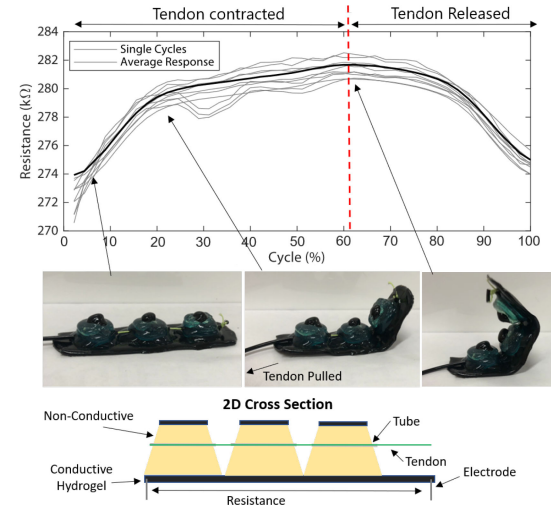 Tendon contracted
Tendon Released
284
282
280
278
276
274
272
270
Resistance (kΩ)
Single Cycles
Average Response
0 10 20 30 40 50 60 70 80 90 100
Cycle (%)
Tendon Pulled
2D Cross Section
Non-Conductive
Tube
Tendon
Conductive
Hydrogel
Electrode
Resistance